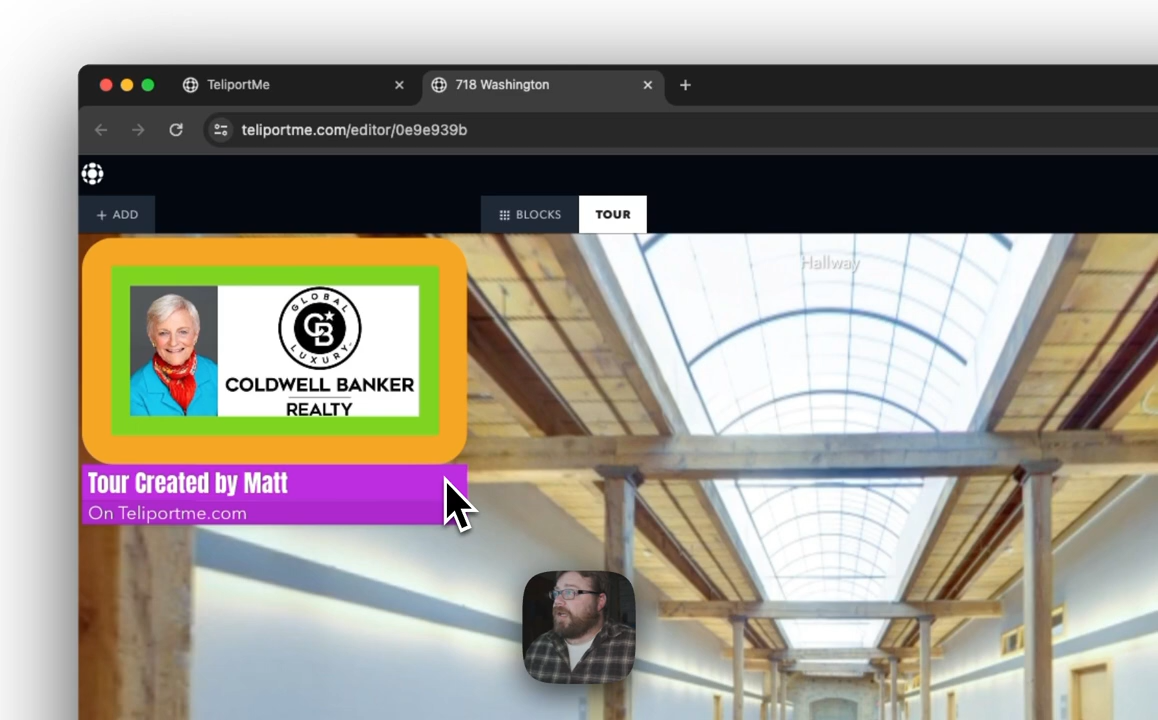 TeliportMe
718 Washington
teliportme.com/editor/0e9e939b
+ ADD
BLOCKS
TOUR
Hallway
GLOBAL
CB
LUXURY
COLDWELL BANKER
REALTY
Tour Created by Matt
On Teliportme.com